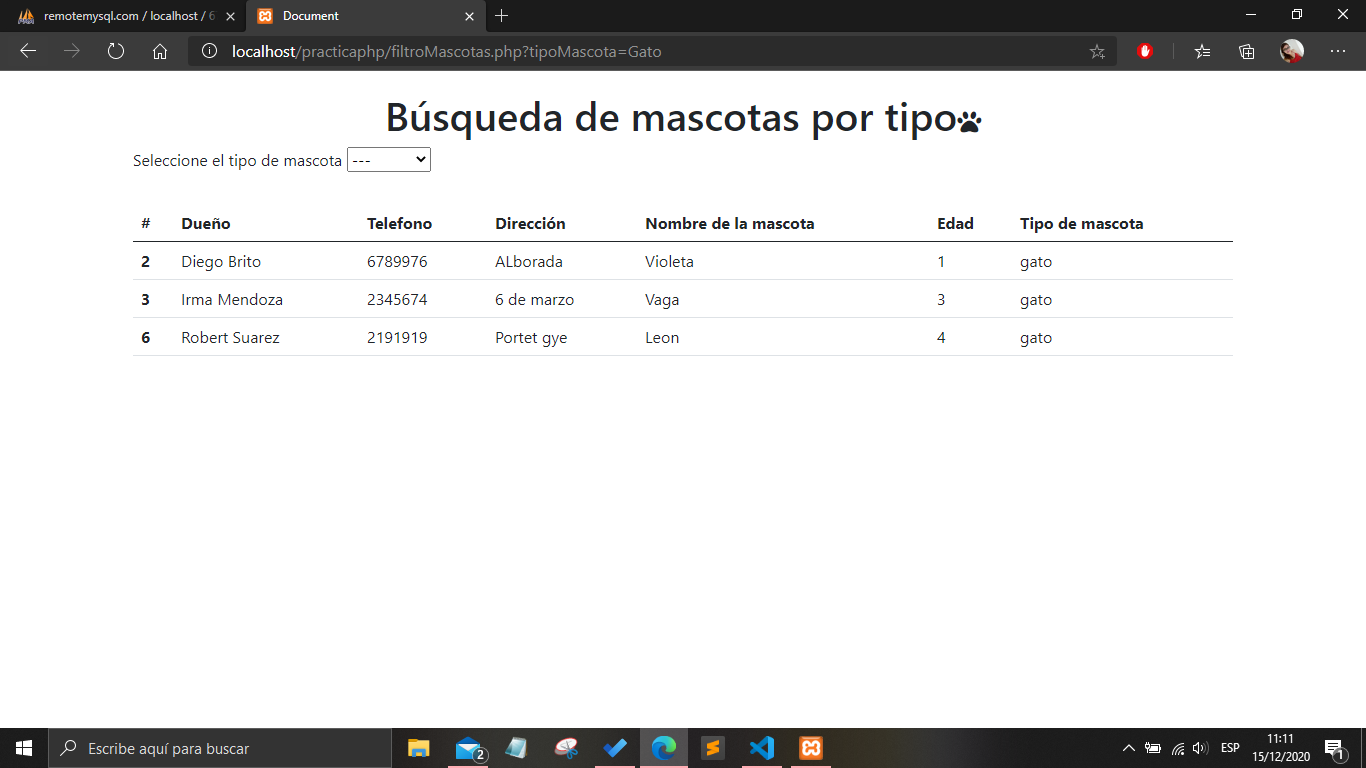 remotemysql.com / localhost / 6
Document
localhost/practicaphp/filtroMascotas.php?tipoMascota=Gato
Búsqueda de mascotas por tipo
Seleccione el tipo de mascota ---
# Dueño Telefono Dirección Nombre de la mascota Edad Tipo de mascota
2 Diego Brito 6789976 ALborada Violeta 1 gato
3 Irma Mendoza 2345674 6 de marzo Vaga 3 gato
6 Robert Suarez 2191919 Portet gye Leon 4 gato
Escribe aquí para buscar
2
ESP
11:11
15/12/2020
1